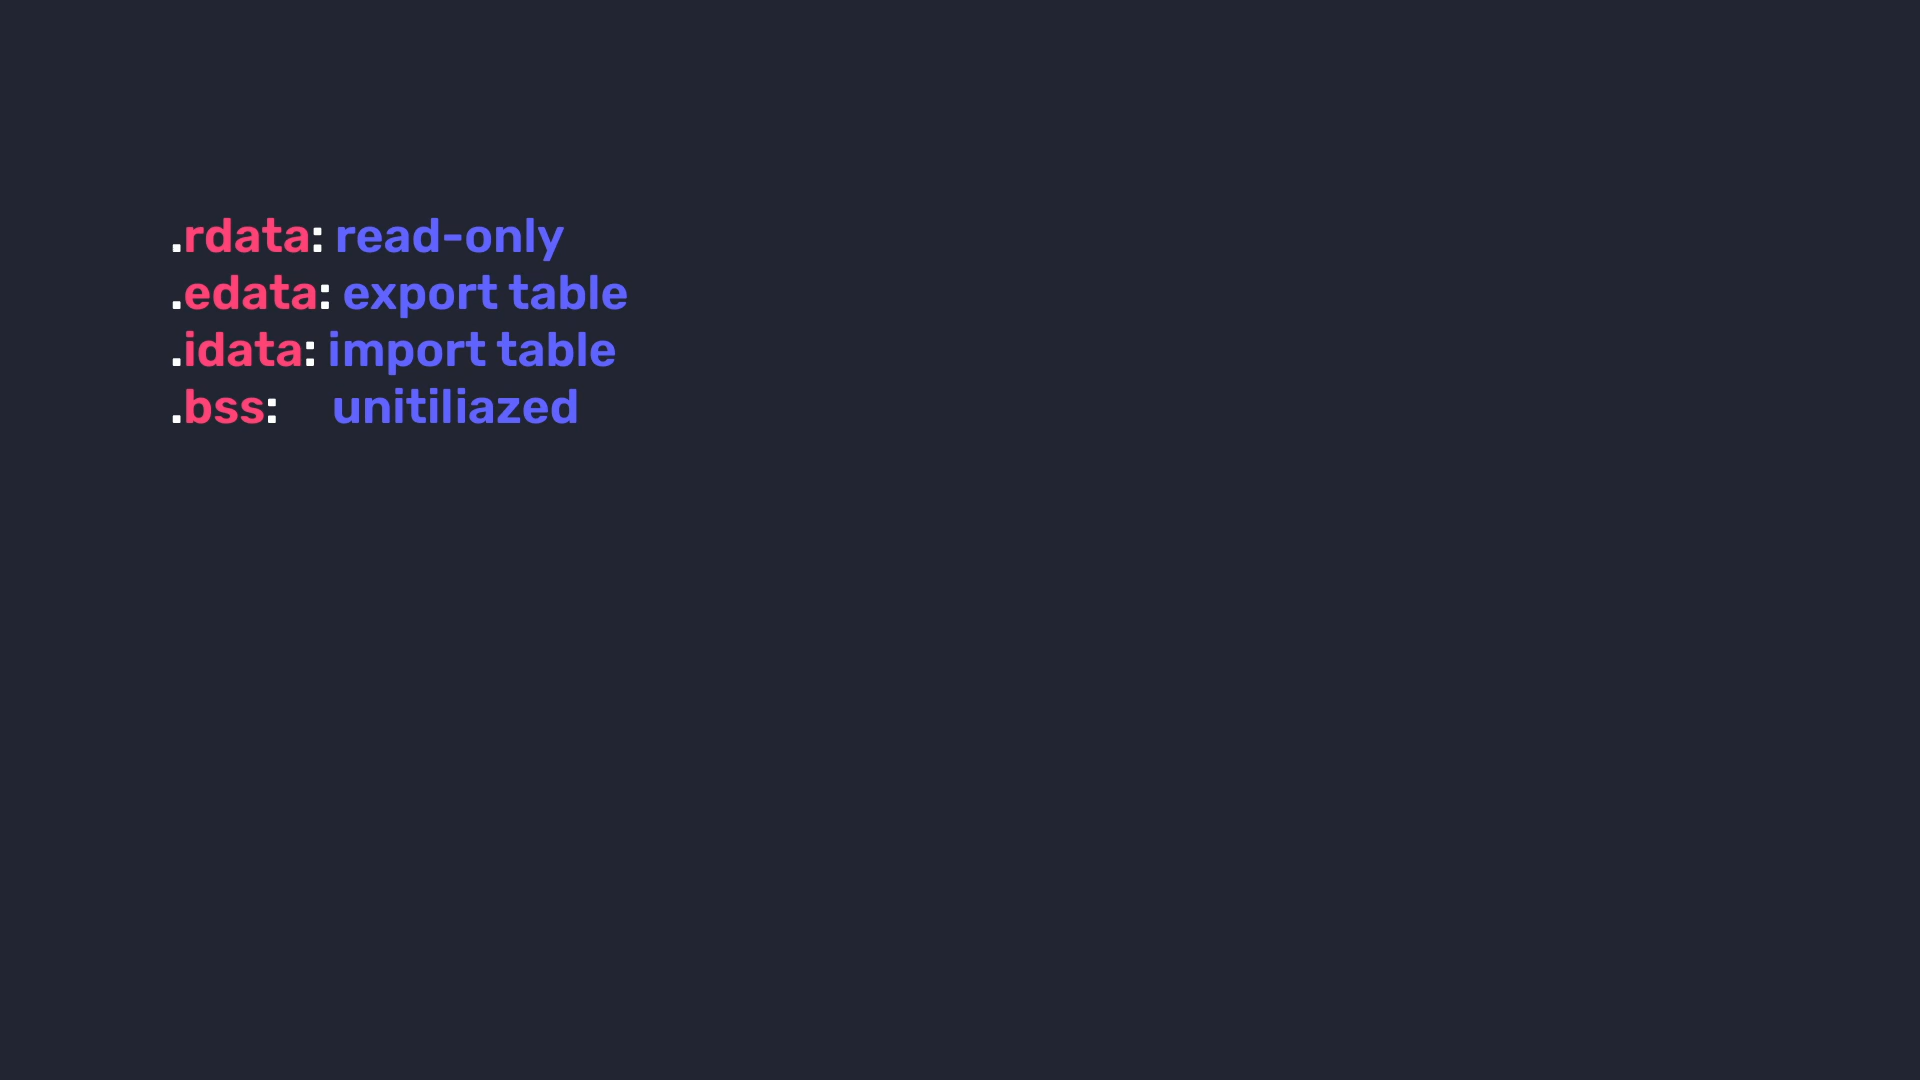 .rdata: read-only
.edata: export table
.idata: import table
.bss: unitiliazed